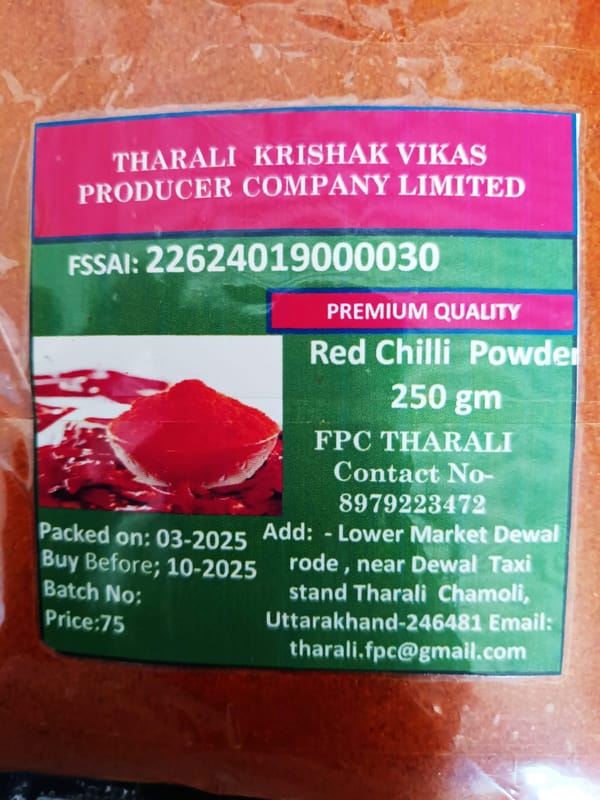 THARALI KRISHAK VIKAS
PRODUCER COMPANY LIMITED
FSSAI: 22624019000030
PREMIUM QUALITY
Red Chilli Powder
250 gm
FPC THARALI
Contact No-
8979223472
Packed on: 03-2025
Buy Before; 10-2025
Batch No:
Price:75
Add: - Lower Market Dewal
rode , near Dewal Taxi
stand Tharali Chamoli,
Uttarakhand-246481 Email:
tharali.fpc@gmail.com